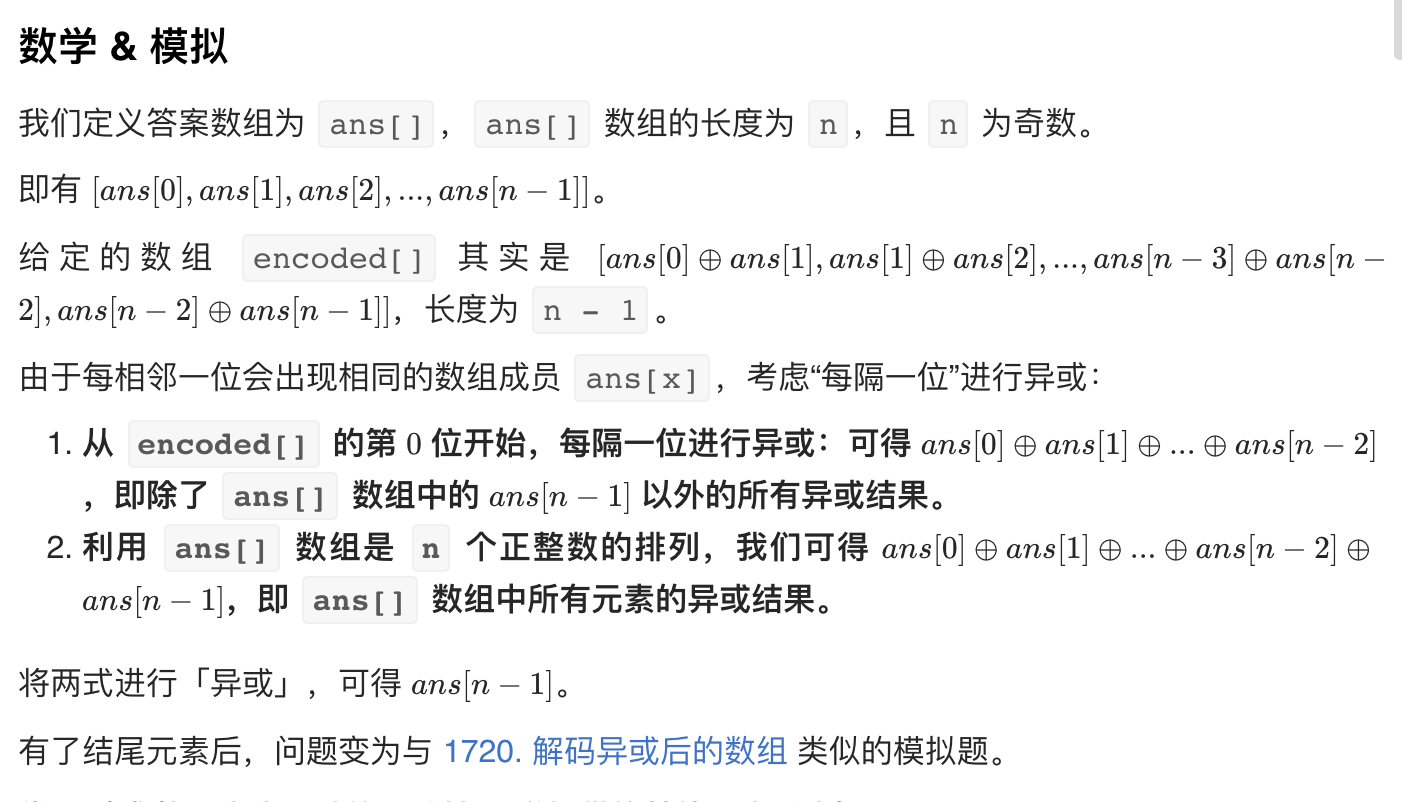 数学 & 模拟
我们定义答案数组为 ans[] ， ans[] 数组的长度为 n ，且 n 为奇数。
即有 [ans[0], ans[1], ans[2], ..., ans[n − 1]]。
给定的数组 encoded[] 其实是 [ans[0] ⊕ ans[1], ans[1] ⊕ ans[2], ..., ans[n − 3] ⊕ ans[n −
2], ans[n − 2] ⊕ ans[n − 1]]，长度为 n - 1 。
由于每相邻一位会出现相同的数组成员 ans[x] ，考虑“每隔一位”进行异或：
1. 从 encoded[] 的第 0 位开始，每隔一位进行异或：可得 ans[0] ⊕ ans[1] ⊕ ... ⊕ ans[n − 2]
，即除了 ans[] 数组中的 ans[n − 1] 以外的所有异或结果。
2. 利用 ans[] 数组是 n 个正整数的排列，我们可得 ans[0] ⊕ ans[1] ⊕ ... ⊕ ans[n − 2] ⊕
ans[n − 1]，即 ans[] 数组中所有元素的异或结果。
将两式进行「异或」，可得 ans[n − 1]。
有了结尾元素后，问题变为与 1720. 解码异或后的数组 类似的模拟题。